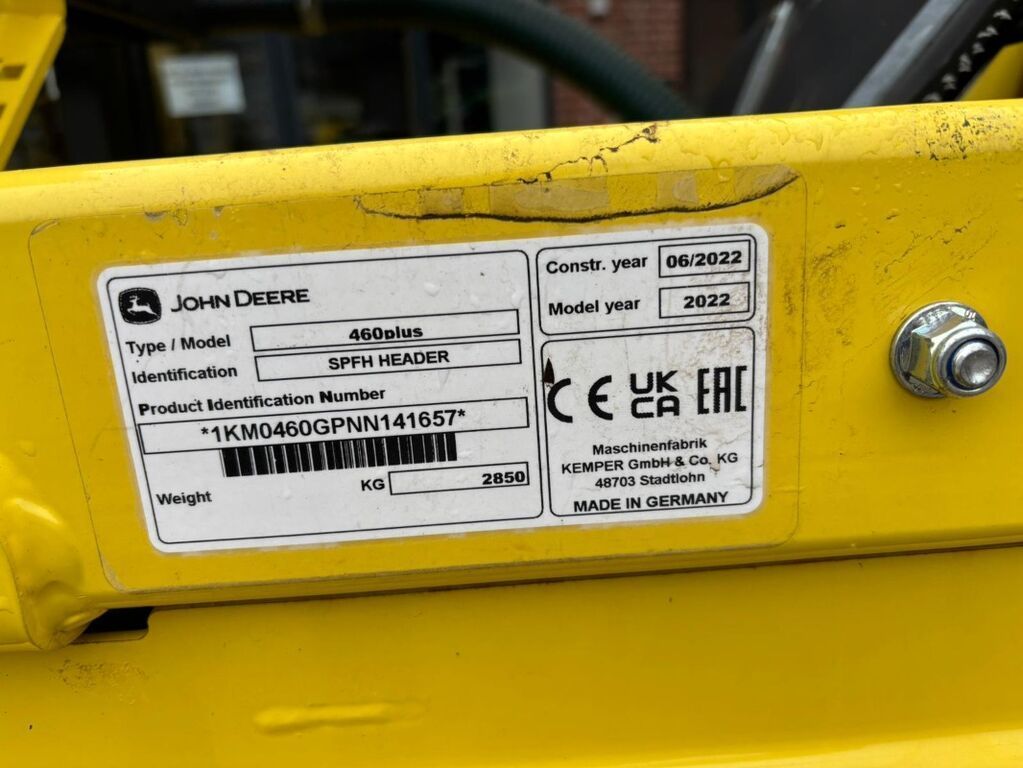 JOHN DEERE
Type / Model 460plus
Identification SPFH HEADER
Product Identification Number
*1KM0460GPNN141657*
Weight KG 2850
Constr. year 06/2022
Model year 2022
CE UK CA EAC
Maschinenfabrik
KEMPER GmbH & Co. KG
48703 Stadtlohn
MADE IN GERMANY